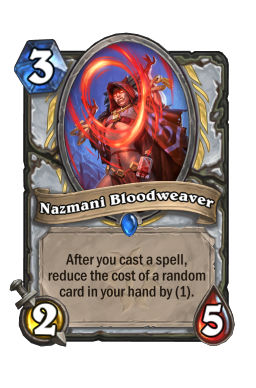 3
Nazmani Bloodweaver
After you cast a spell,
reduce the cost of a random
card in your hand by (1).
2
5